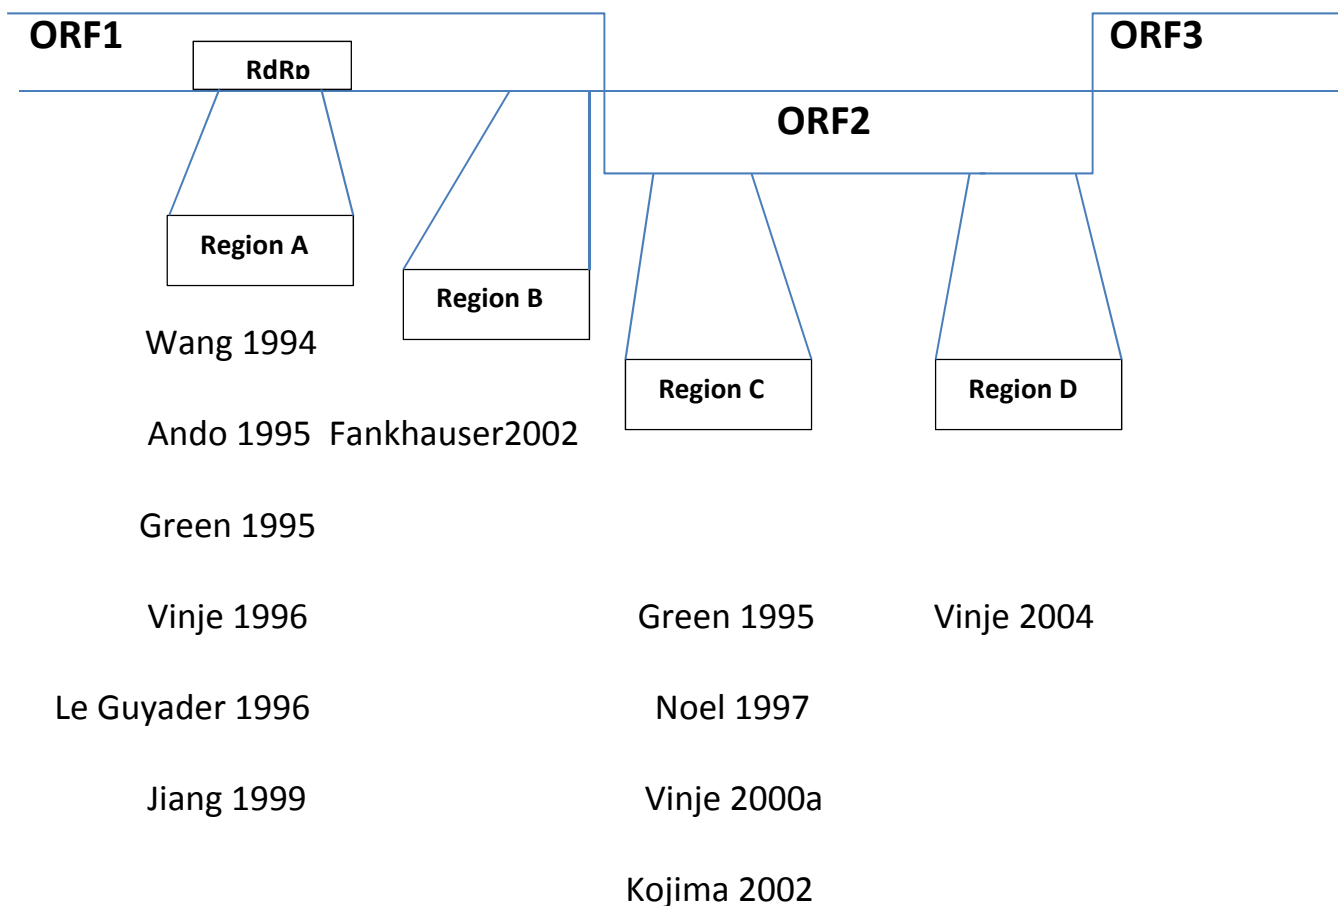 ORF1
ORF3
RdRp
ORF2
Region A
Region B
Region C
Region D
Wang 1994
Ando 1995 Fankhauser2002
Green 1995
Vinje 1996 Green 1995 Vinje 2004
Le Guyader 1996 Noel 1997
Jiang 1999 Vinje 2000a
Kojima 2002